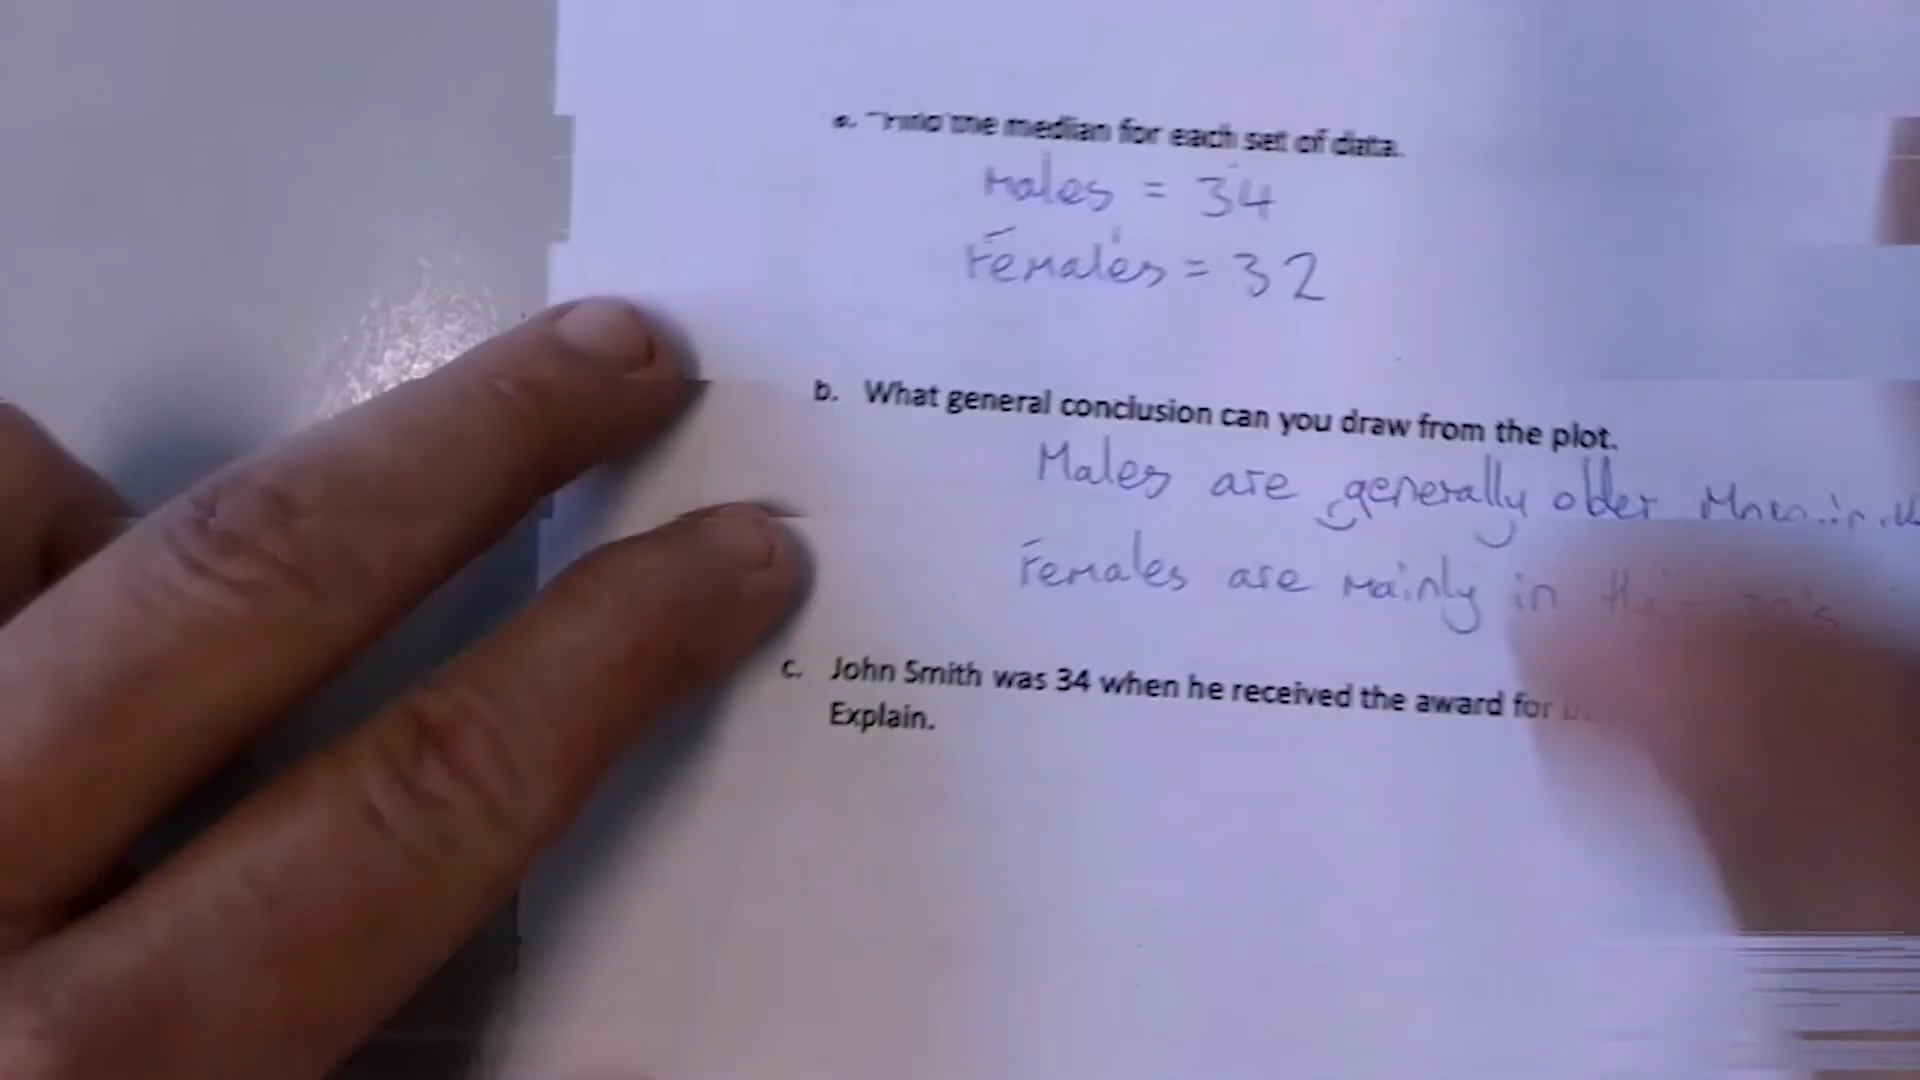 a. Find the median for each set of data.
Males = 34
Females = 32
b. What general conclusion can you draw from the plot.
Males are generally older
Females are mainly in
c. John Smith was 34 when he received the award for
Explain.